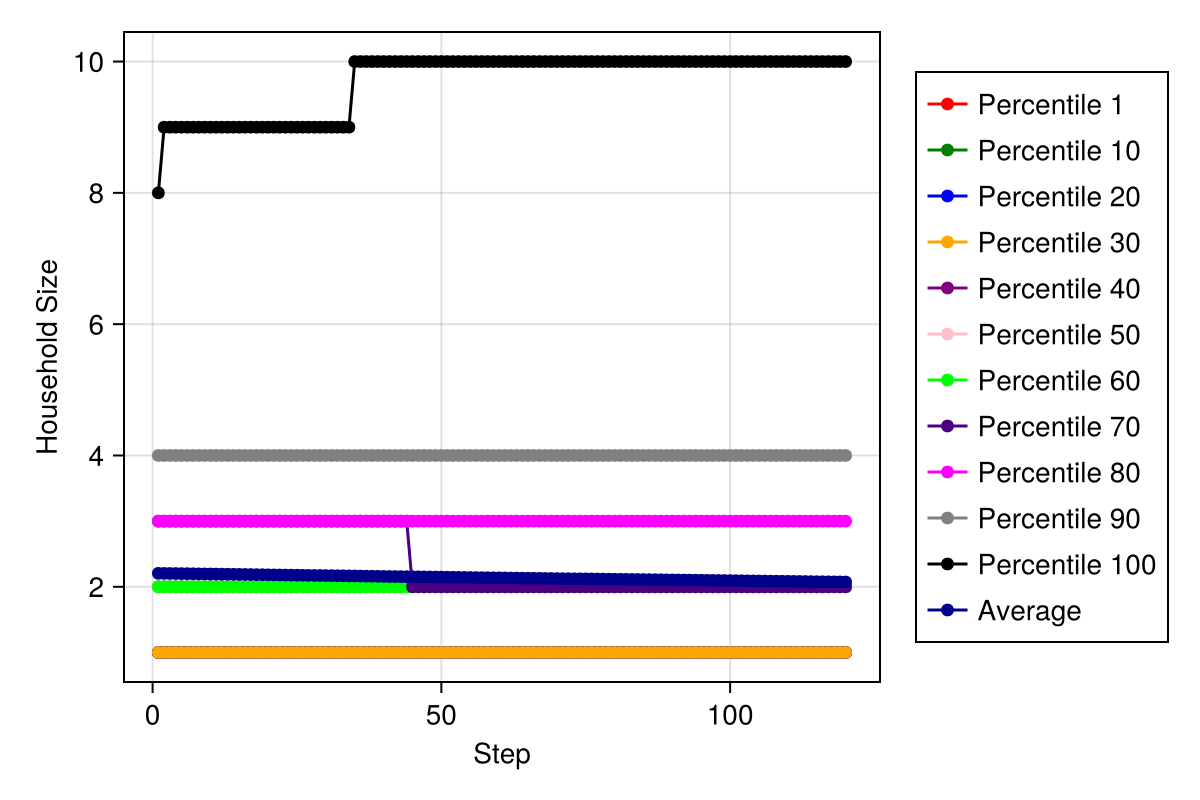 10
8
6
4
2
Household Size
0
50
100
Step
Percentile 1
Percentile 10
Percentile 20
Percentile 30
Percentile 40
Percentile 50
Percentile 60
Percentile 70
Percentile 80
Percentile 90
Percentile 100
Average